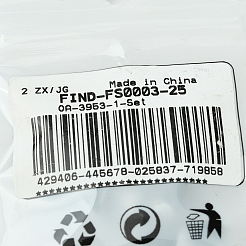 2 ZX/JG Made in China
FIND-FS0003-25
OA-3953-1-Set
429406-445678-025837-719858